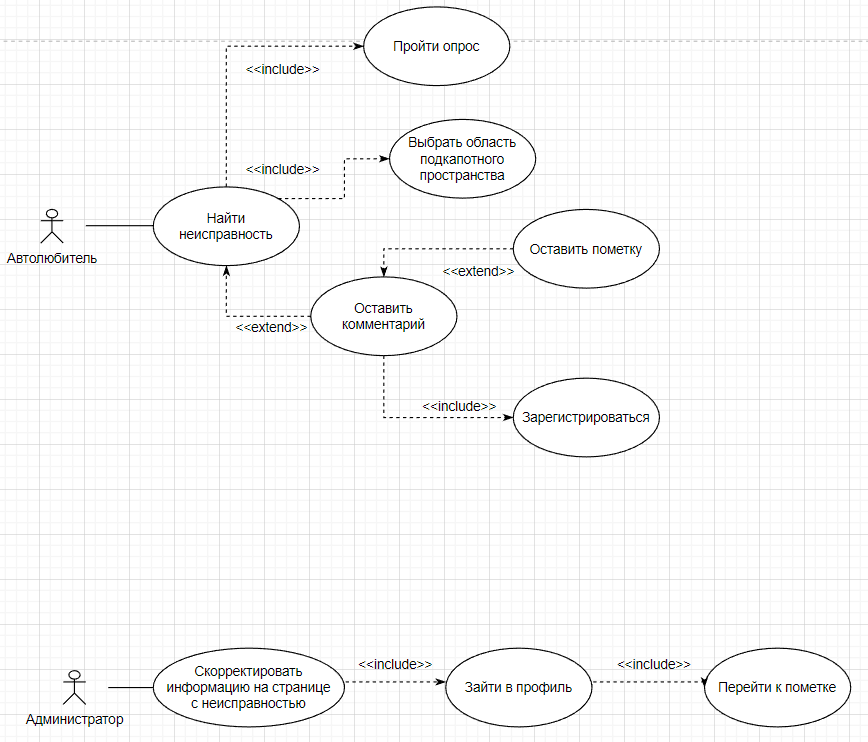 Пройти опрос
<<include>>
Выбрать область
подкапотного
пространства
<<include>>
Найти
неисправность
Автолюбитель
Оставить пометку
<<extend>>
Оставить
комментарий
<<extend>>
<<include>>
Зарегистрироваться
<<include>>
<<include>>
Скорректировать
информацию на странице
с неисправностью
Зайти в профиль
Перейти к пометке
Администратор